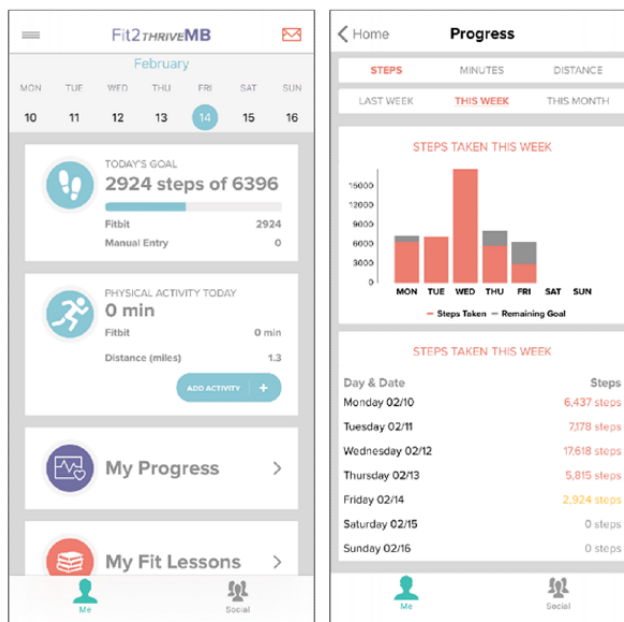 Fit2THRIVEMB
February
MON TUE WED THU FRI SAT SUN
10 11 12 13 14 15 16
TODAY'S GOAL
2924 steps of 6396
Fitbit 2924
Manual Entry 0
PHYSICAL ACTIVITY TODAY
0 min
Fitbit 0 min
Distance (miles) 1.3
ADD ACTIVITY +
My Progress
My Fit Lessons
Me Social
Home Progress
STEPS MINUTES DISTANCE
LAST WEEK THIS WEEK THIS MONTH
STEPS TAKEN THIS WEEK
15000
12000
9000
6000
3000
0
MON TUE WED THU FRI SAT SUN
Steps Taken Remaining Goal
STEPS TAKEN THIS WEEK
Day & Date Steps
Monday 02/10 6,437 steps
Tuesday 02/11 7,178 steps
Wednesday 02/12 17,618 steps
Thursday 02/13 5,815 steps
Friday 02/14 2,924 steps
Saturday 02/15 0 steps
Sunday 02/16 0 steps
Me Social